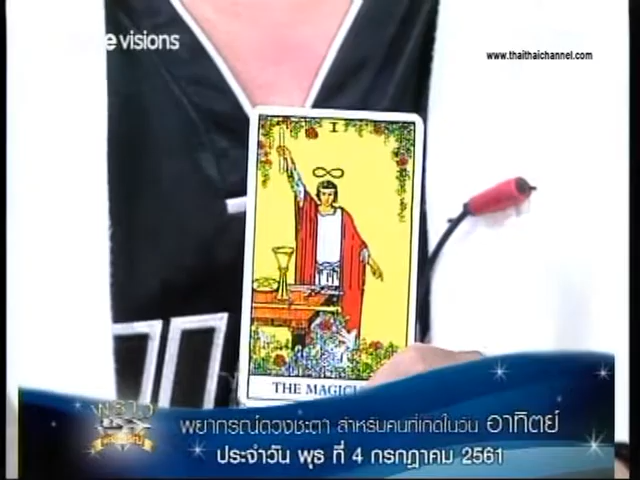 visions
www.thaithaichannel.com
I
THE MAGICI
พยากรณ์ดวงชะตา สำหรับคนที่เกิดในวัน อาทิตย์
ประจำวัน พุธ ที่ 4 กรกฎาคม 2561